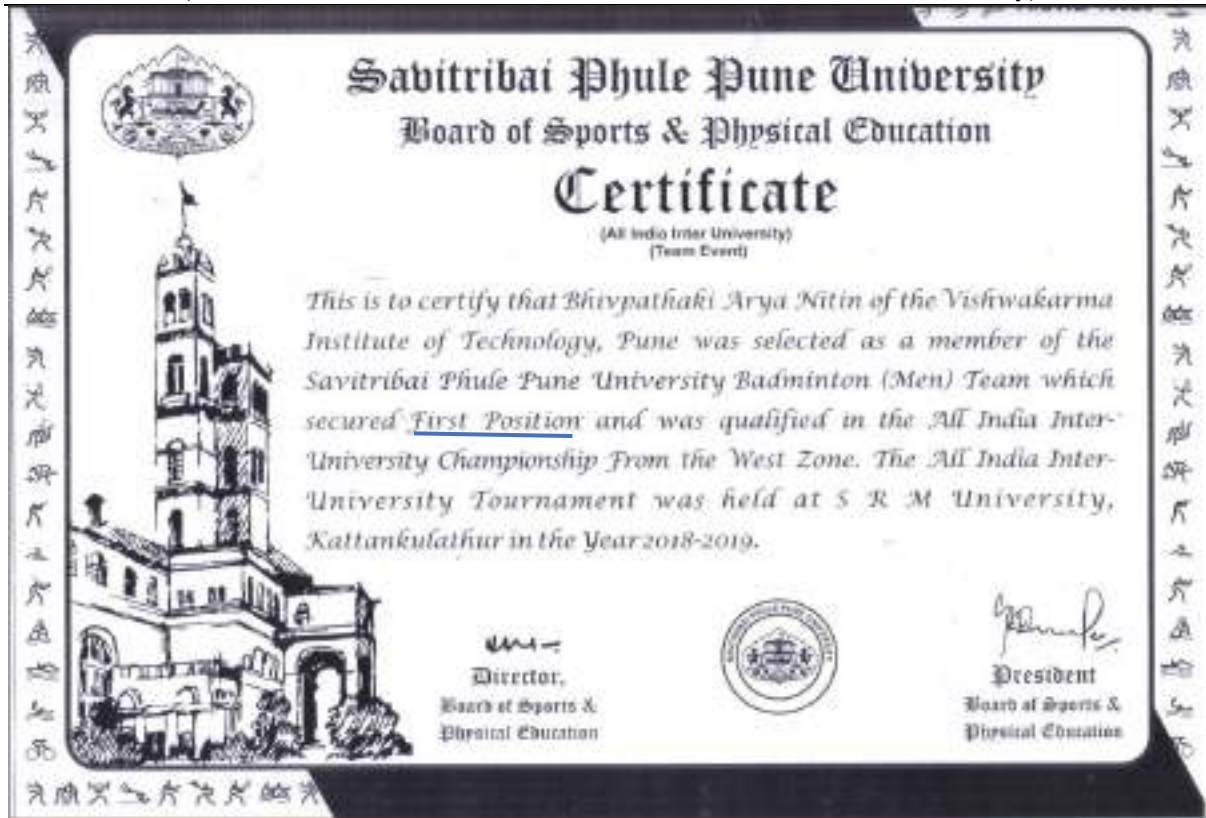 Savitribai Phule Pune University
Board of Sports & Physical Education
Certificate
(All India Inter University)
(Team Event)
This is to certify that Bhivpathaki Arya Nitin of the Vishwakarma
Institute of Technology, Pune was selected as a member of the
Savitribai Phule Pune University Badminton (Men) Team which
secured First Position and was qualified in the All India Inter-
University Championship From the West Zone. The All India Inter-
University Tournament was held at S R M University,
Kattankulathur in the Year 2018-2019.
Director,
Board of Sports &
Physical Education
SAVITRIBAI PHULE PUNE UNIVERSITY
President
Board of Sports &
Physical Education